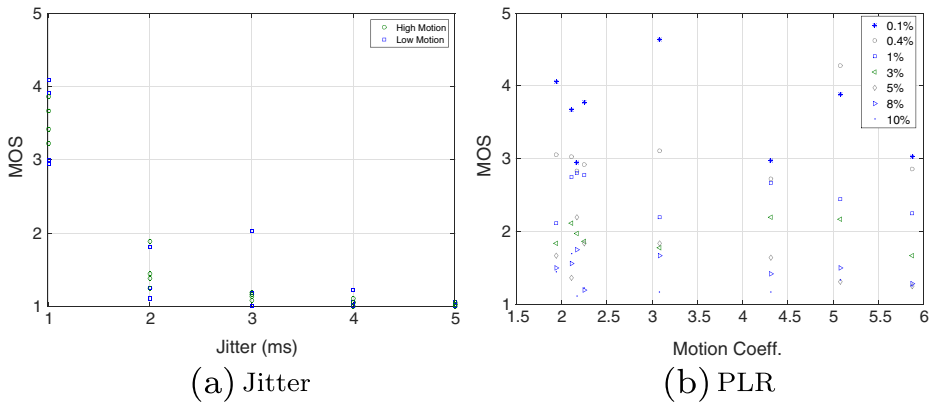 5
4
3
2
1
MOS
1 2 3 4 5
Jitter (ms)
High Motion
Low Motion
(a) Jitter
5
4
3
2
1
MOS
1.5 2 2.5 3 3.5 4 4.5 5 5.5 6
Motion Coeff.
0.1%
0.4%
1%
3%
5%
8%
10%
(b) PLR